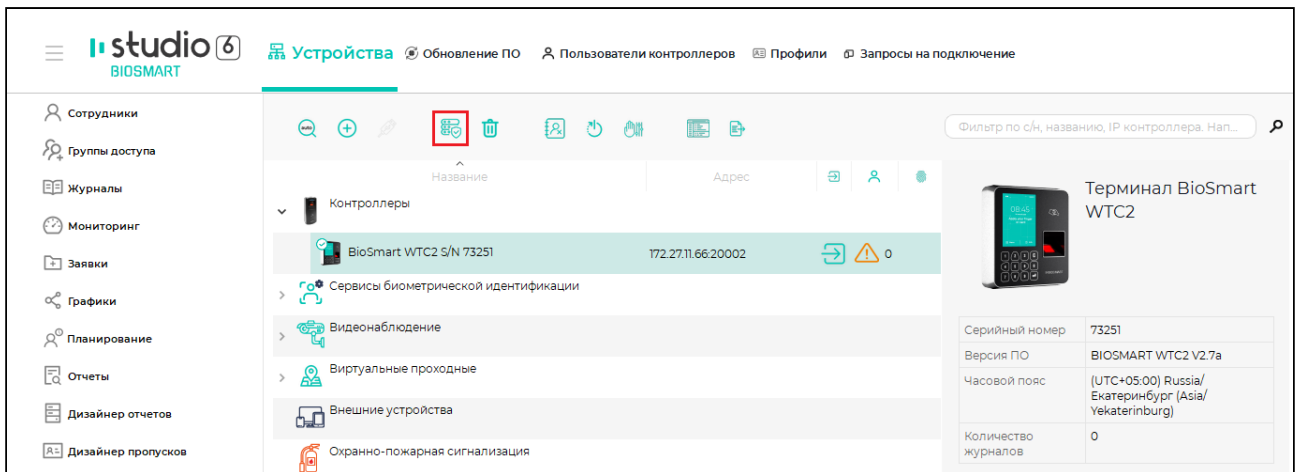 studio 6
BIOSMART
Устройства
Обновление ПО
Пользователи контроллеров
Профили
Запросы на подключение
Сотрудники
Группы доступа
Журналы
Мониторинг
Заявки
Графики
Планирование
Отчеты
Дизайнер отчетов
Дизайнер пропусков
AUTO
Фильтр по с/н, названию, IP контроллера. Нап...
Название
Адрес
Контроллеры
BioSmart WTC2 S/N 73251
172.27.11.66:20002
0
Сервисы биометрической идентификации
Видеонаблюдение
Виртуальные проходные
Внешние устройства
Охранно-пожарная сигнализация
08:45
Терминал BioSmart
WTC2
Серийный номер
73251
Версия ПО
BIOSMART WTC2 V2.7a
Часовой пояс
(UTC+05:00) Russia/
Екатеринбург (Asia/
Yekaterinburg)
Количество
журналов
0